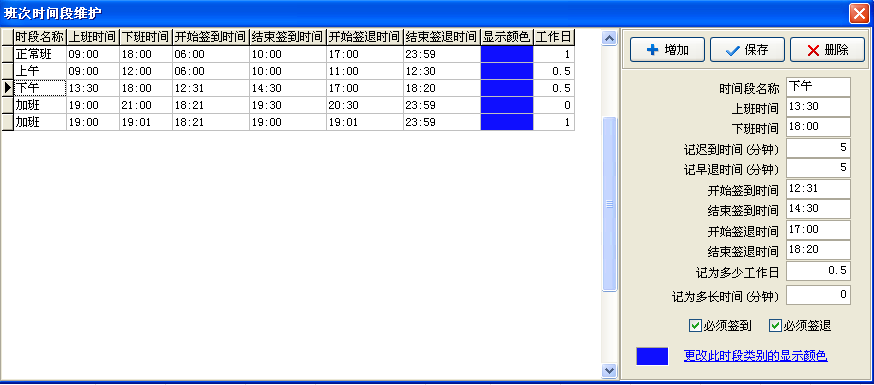 班次时间段维护
时段名称 上班时间 下班时间 开始签到时间 结束签到时间 开始签退时间 结束签退时间 显示颜色 工作日
正常班 09:00 18:00 06:00 10:00 17:00 23:59 1
上午 09:00 12:00 06:00 10:00 11:00 12:30 0.5
下午 13:30 18:00 12:31 14:30 17:00 18:20 0.5
加班 19:00 21:00 18:21 19:30 20:30 23:59 0
加班 19:00 19:01 18:21 19:00 19:01 23:59 1
增加 保存 删除
时间段名称 下午
上班时间 13:30
下班时间 18:00
记迟到时间(分钟) 5
记早退时间(分钟) 5
开始签到时间 12:31
结束签到时间 14:30
开始签退时间 17:00
结束签退时间 18:20
记为多少工作日 0.5
记为多长时间(分钟) 0
必须签到 必须签退
更改此时段类别的显示颜色